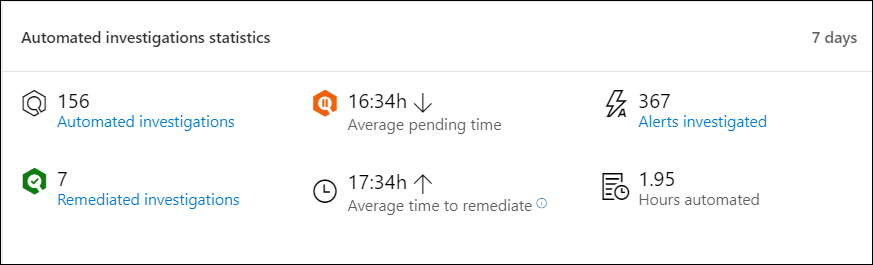 Automated investigations statistics 7 days
156 16:34h ↓ 367
Automated investigations Average pending time Alerts investigated
7 17:34h ↑ 1.95
Remediated investigations Average time to remediate Hours automated